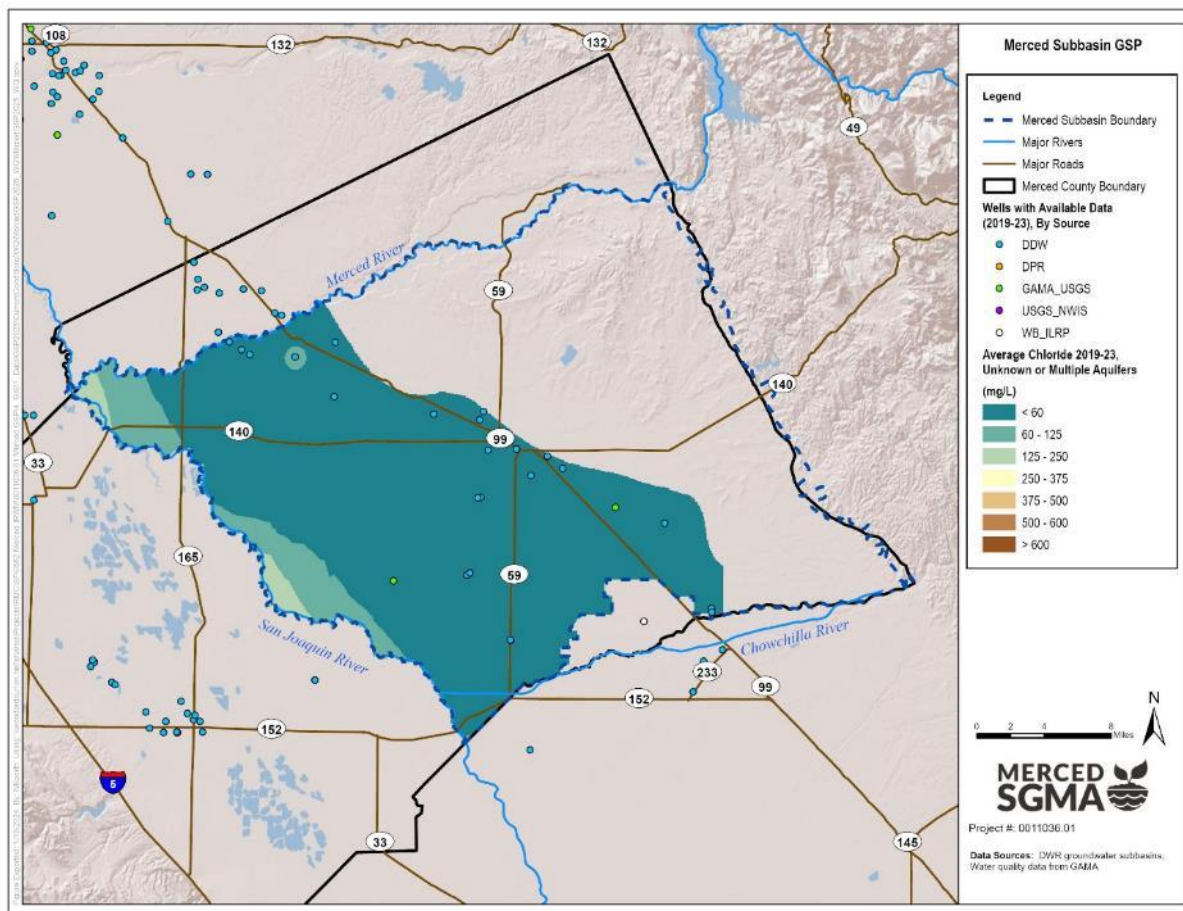 Merced Subbasin GSP
Legend
Merced Subbasin Boundary
Major Rivers
Major Roads
Merced County Boundary
Wells with Available Data
(2019-23), By Source
DDW
DPR
GAMA_USGS
USGS_NWIS
WB_ILRP
Average Chloride 2019-23,
Unknown or Multiple Aquifers
(mg/L)
< 60
60 - 125
125 - 250
250 - 375
375 - 500
500 - 600
> 600
108
132
132
49
Merced River
59
140
140
99
33
165
59
San Joaquin River
Chowchilla River
233
152
99
152
5
33
145
N
0 2 4 8
Miles
MERCED
SGMA
Project #: 0011036.01
Data Sources: DWR groundwater subbasins;
Water quality data from GAMA